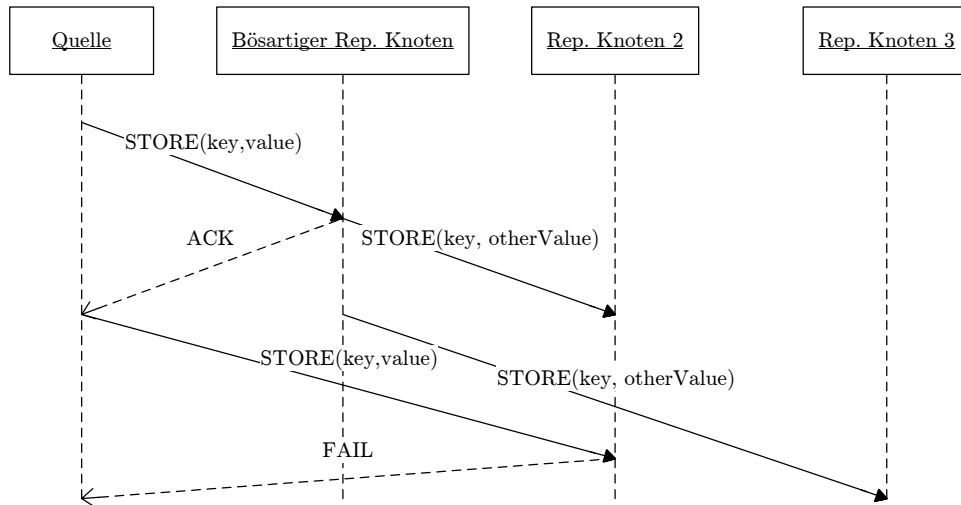 Quelle
Bösartiger Rep. Knoten
Rep. Knoten 2
Rep. Knoten 3
STORE(key,value)
ACK
STORE(key, otherValue)
STORE(key,value)
STORE(key, otherValue)
FAIL